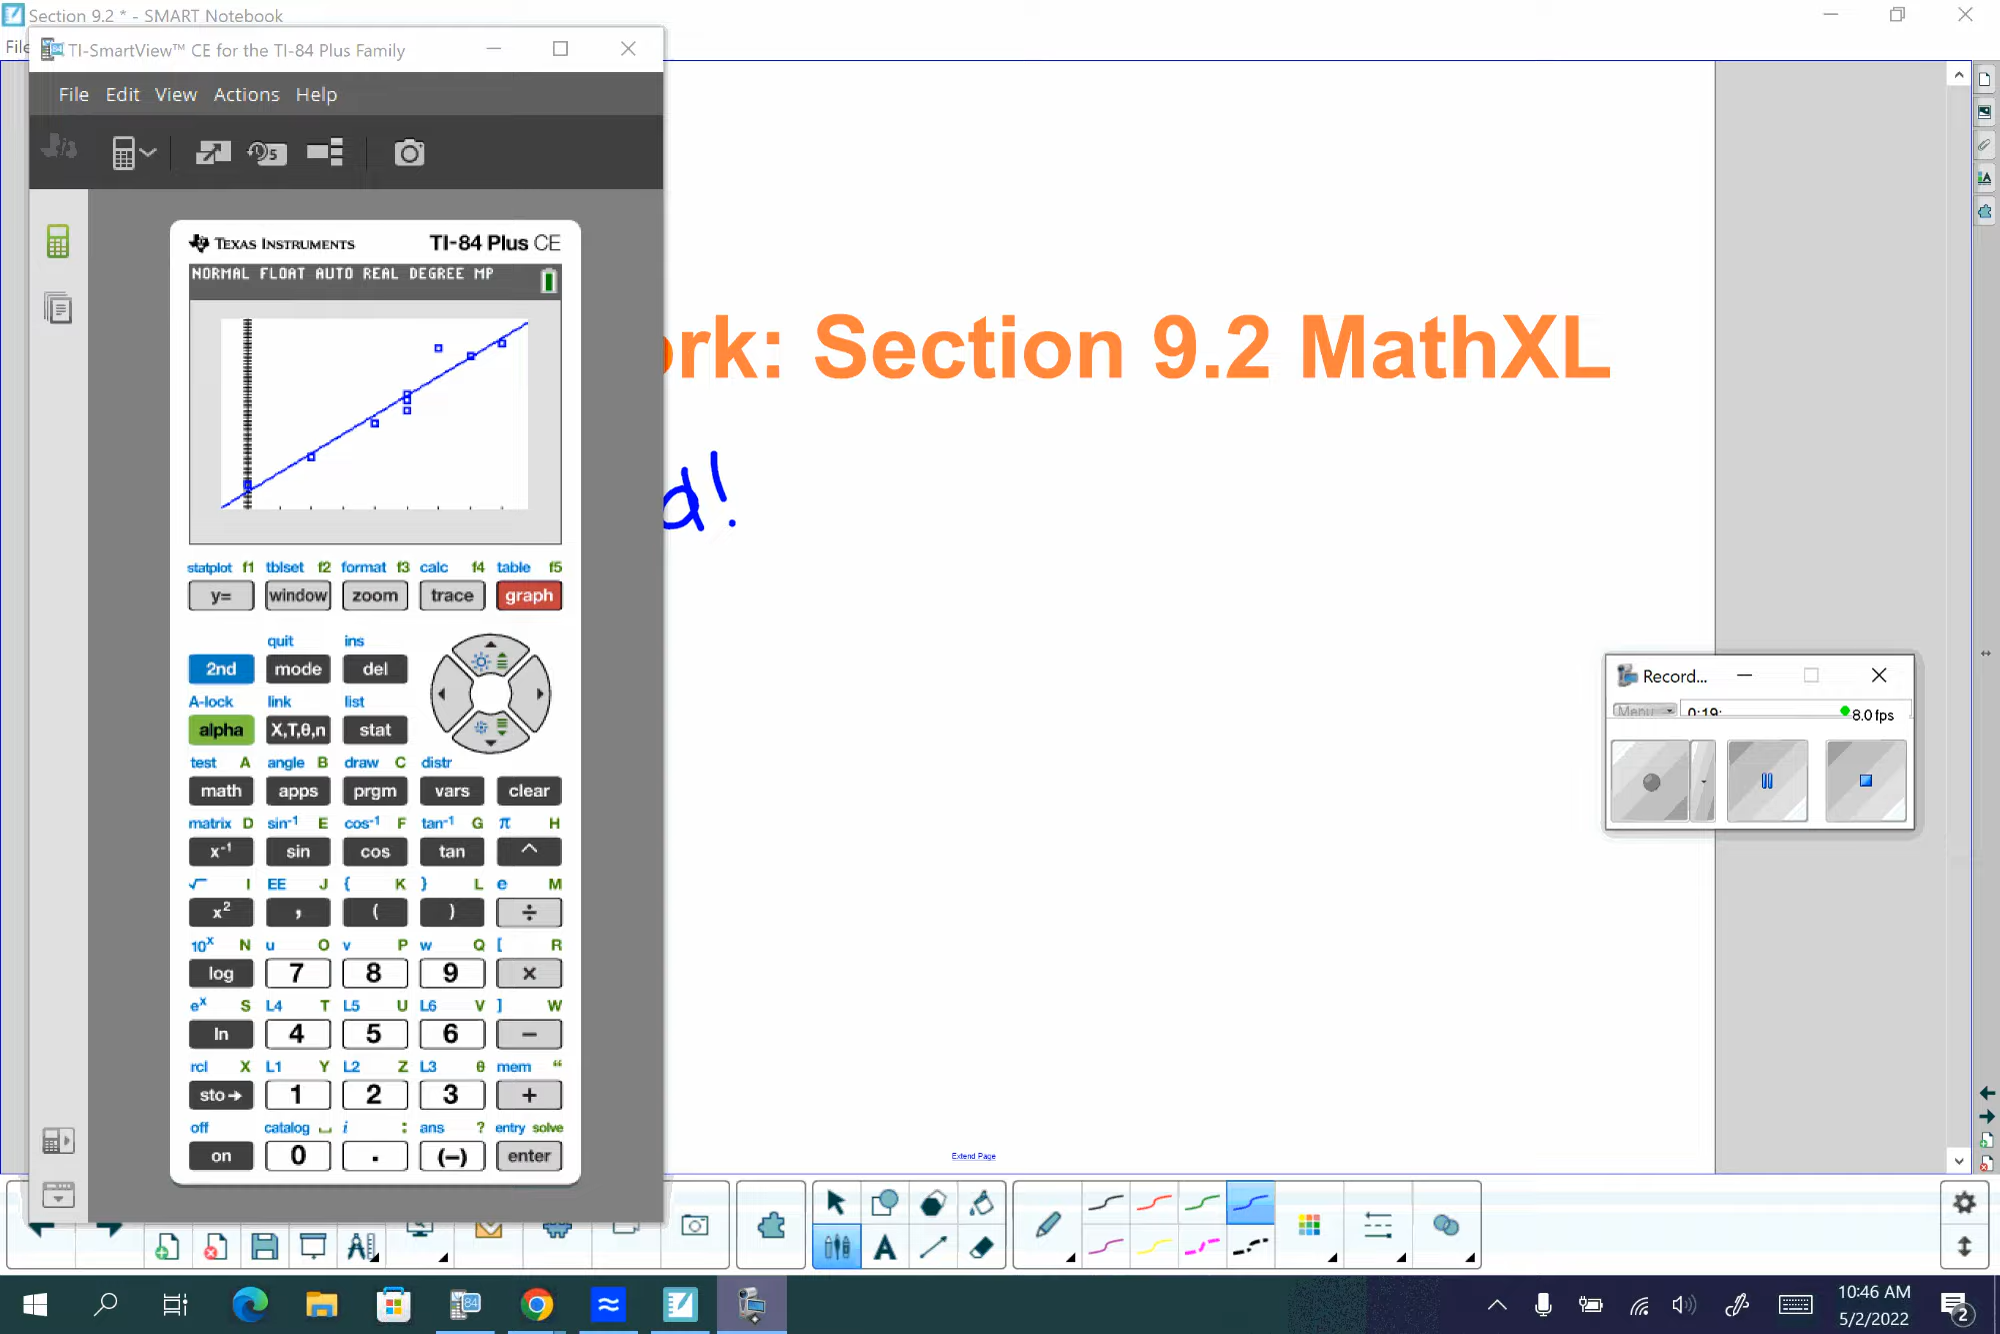 Section 9.2 * - SMART Notebook
File
TI-SmartView™ CE for the TI-84 Plus Family
File Edit View Actions Help
TEXAS INSTRUMENTS TI-84 Plus CE
NORMAL FLOAT AUTO REAL DEGREE MP
ork: Section 9.2 MathXL
d!
statplot f1 tblset f2 format f3 calc f4 table f5
y= window zoom trace graph
quit ins
2nd mode del
A-lock link list
alpha X,T,θ,n stat
test A angle B draw C distr
math apps prgm vars clear
matrix D sin-1 E cos-1 F tan-1 G π H
x-1 sin cos tan ^
√ I EE J { K } L e M
x2 , ( ) ÷
10x N u O v P w Q [ R
log 7 8 9 ×
ex S L4 T L5 U L6 V ] W
ln 4 5 6 −
rcl X L1 Y L2 Z L3 θ mem “
sto→ 1 2 3 +
off catalog i : ans ? entry solve
on 0 . (−) enter
Record...
Menu 0:19:
8.0 fps
Extend Page
10:46 AM
5/2/2022
2